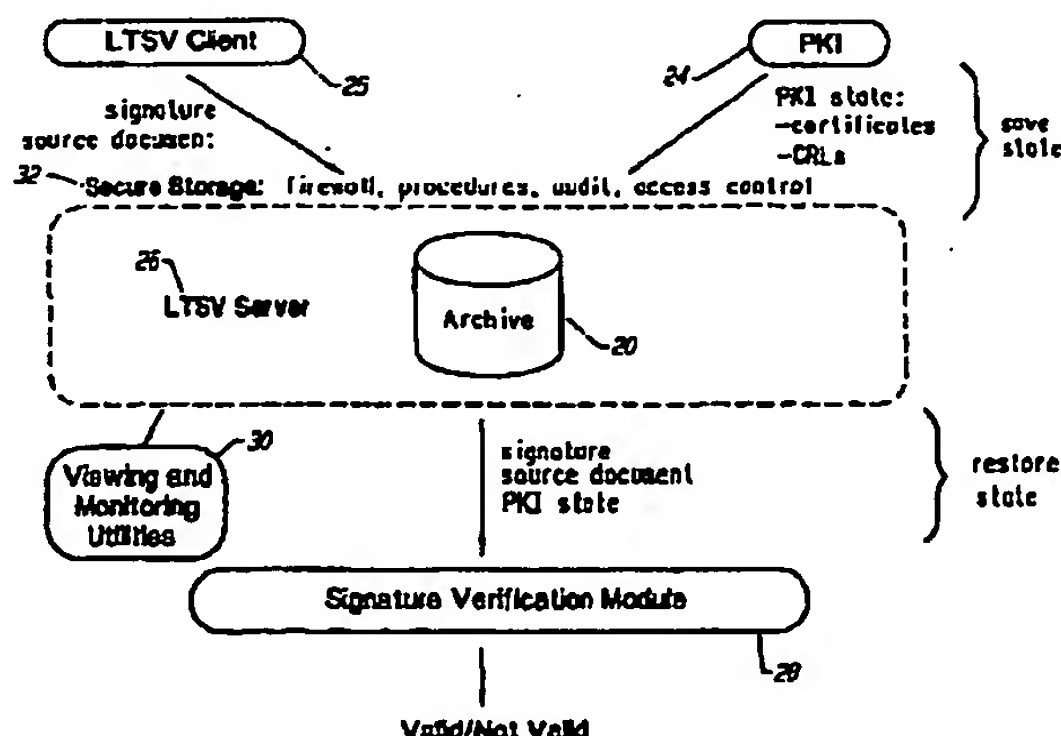 LTSV Client
PKI
25
24
signature
source documen:
PKI state:
-certificates
-CRLs
save
state
32
Secure Storage: firewall, procedures, audit, access control
26
LTSV Server
Archive
20
30
Viewing and
Monitoring
Utilities
signature
source document
PKI state
restore
state
Signature Verification Module
28
Valid/Not Valid